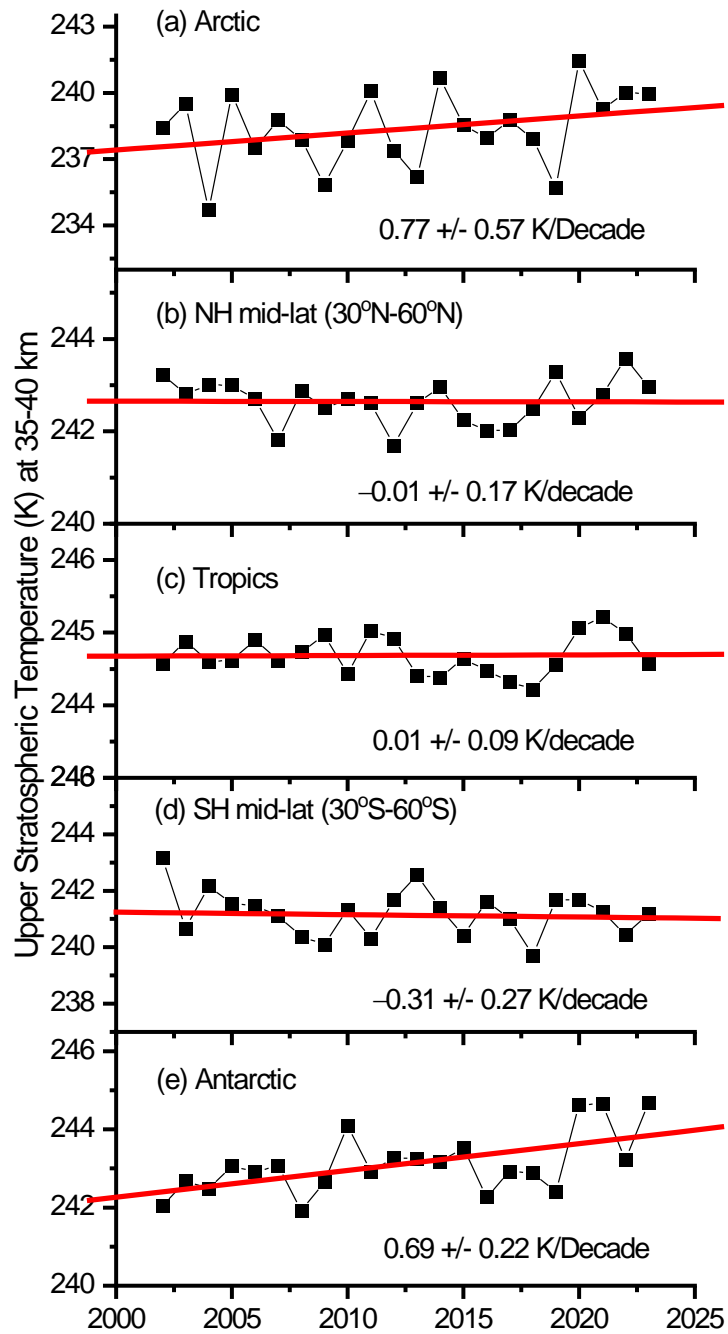 Upper Stratospheric Temperature (K) at 35-40 km
243
(a) Arctic
240
237
234
0.77 +/- 0.57 K/Decade
(b) NH mid-lat (30°N-60°N)
244
242
–0.01 +/- 0.17 K/decade
240
246
(c) Tropics
245
244
0.01 +/- 0.09 K/decade
246
(d) SH mid-lat (30°S-60°S)
244
242
240
238
–0.31 +/- 0.27 K/decade
246
(e) Antarctic
244
242
0.69 +/- 0.22 K/Decade
240
2000 2005 2010 2015 2020 2025